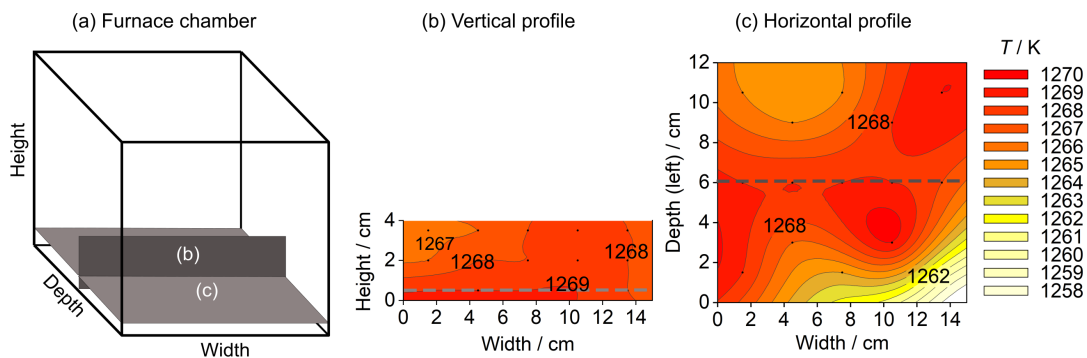 (a) Furnace chamber
Height
Depth
Width
(b)
(c)
(b) Vertical profile
Height / cm
4
2
0
1267
1268
1268
1269
0 2 4 6 8 10 12 14
Width / cm
(c) Horizontal profile
Depth (left) / cm
12
10
8
6
4
2
0
1268
1268
1262
0 2 4 6 8 10 12 14
Width / cm
T / K
1270
1269
1268
1267
1266
1265
1264
1263
1262
1261
1260
1259
1258